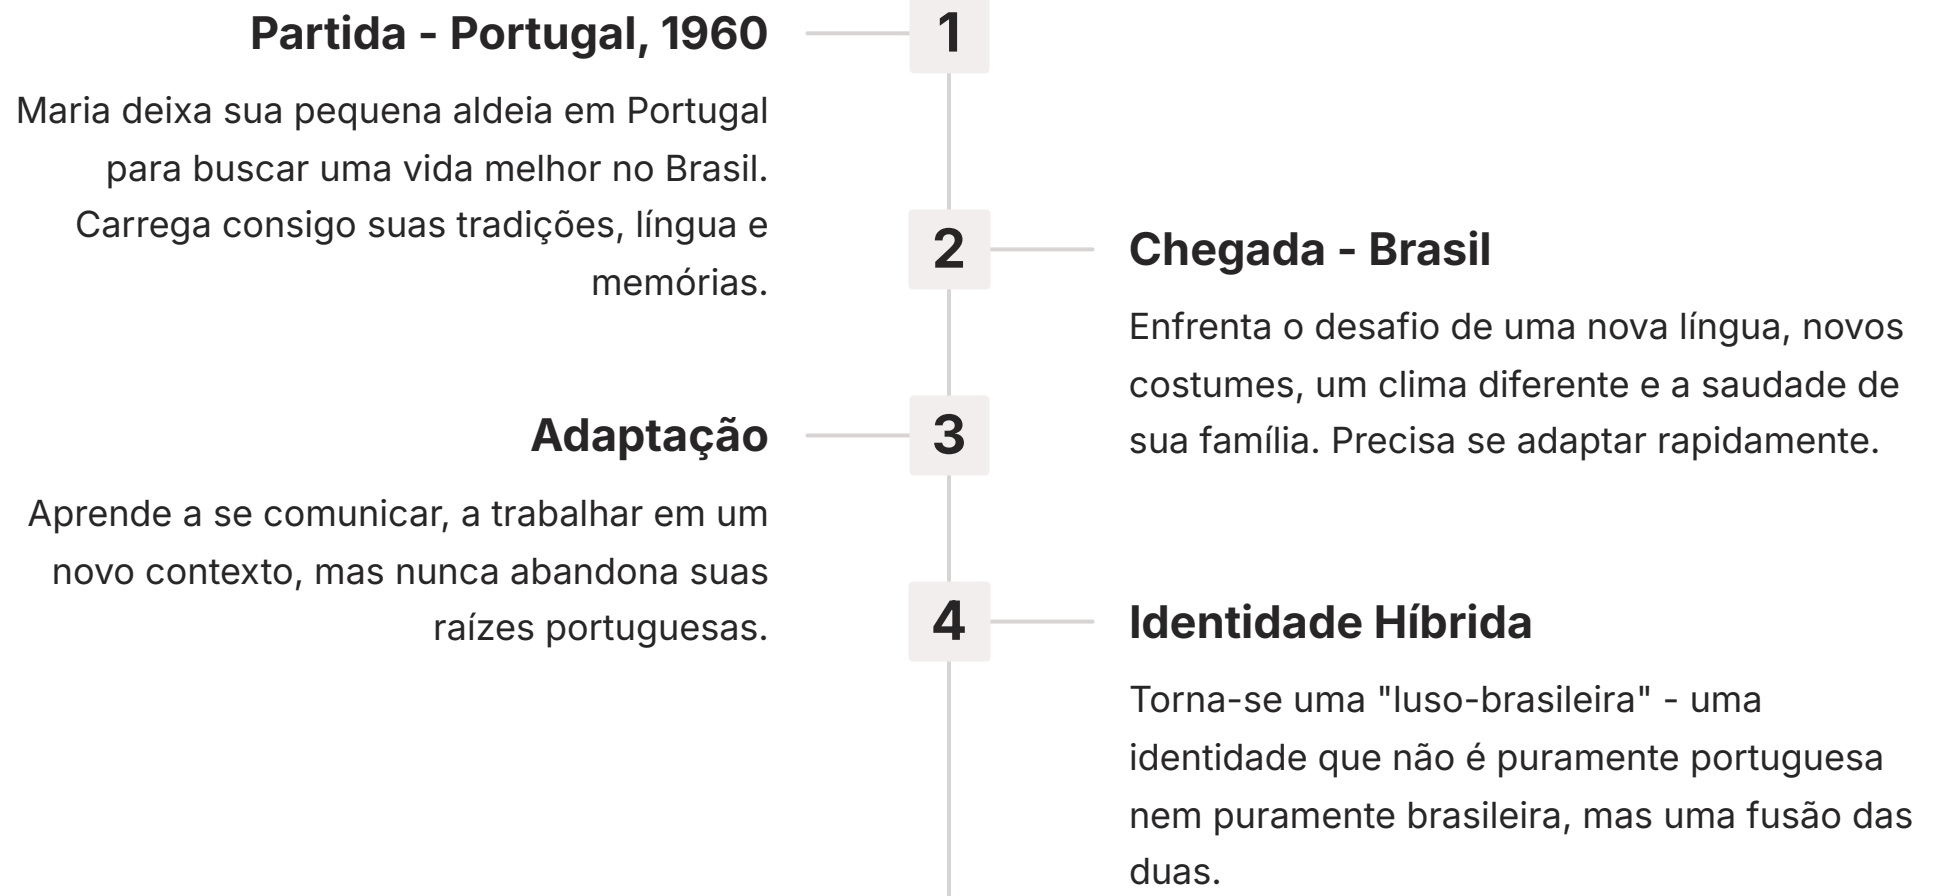 Partida - Portugal, 1960
1
Maria deixa sua pequena aldeia em Portugal
para buscar uma vida melhor no Brasil.
Carrega consigo suas tradições, língua e
memórias.
2
Chegada - Brasil
Enfrenta o desafio de uma nova língua, novos
costumes, um clima diferente e a saudade de
sua família. Precisa se adaptar rapidamente.
Adaptação
3
Aprende a se comunicar, a trabalhar em um
novo contexto, mas nunca abandona suas
raízes portuguesas.
4
Identidade Híbrida
Torna-se uma "luso-brasileira" - uma
identidade que não é puramente portuguesa
nem puramente brasileira, mas uma fusão das
duas.